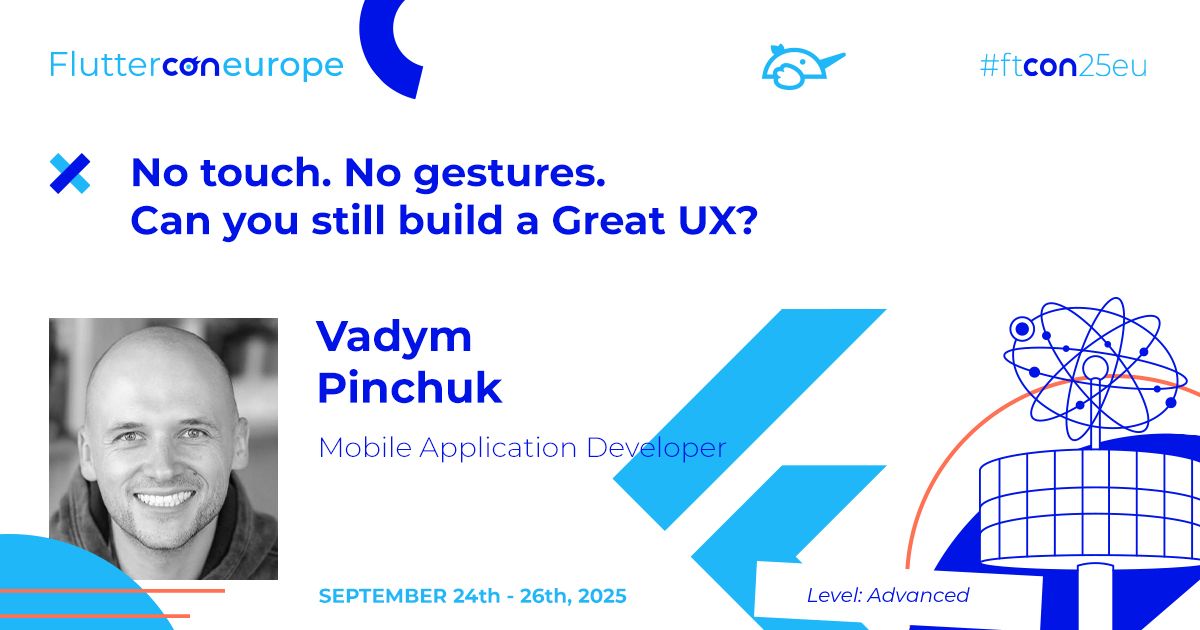 Flutterconeurope
#ftcon25eu
No touch. No gestures.
Can you still build a Great UX?
Vadym
Pinchuk
Mobile Application Developer
SEPTEMBER 24th - 26th, 2025
Level: Advanced